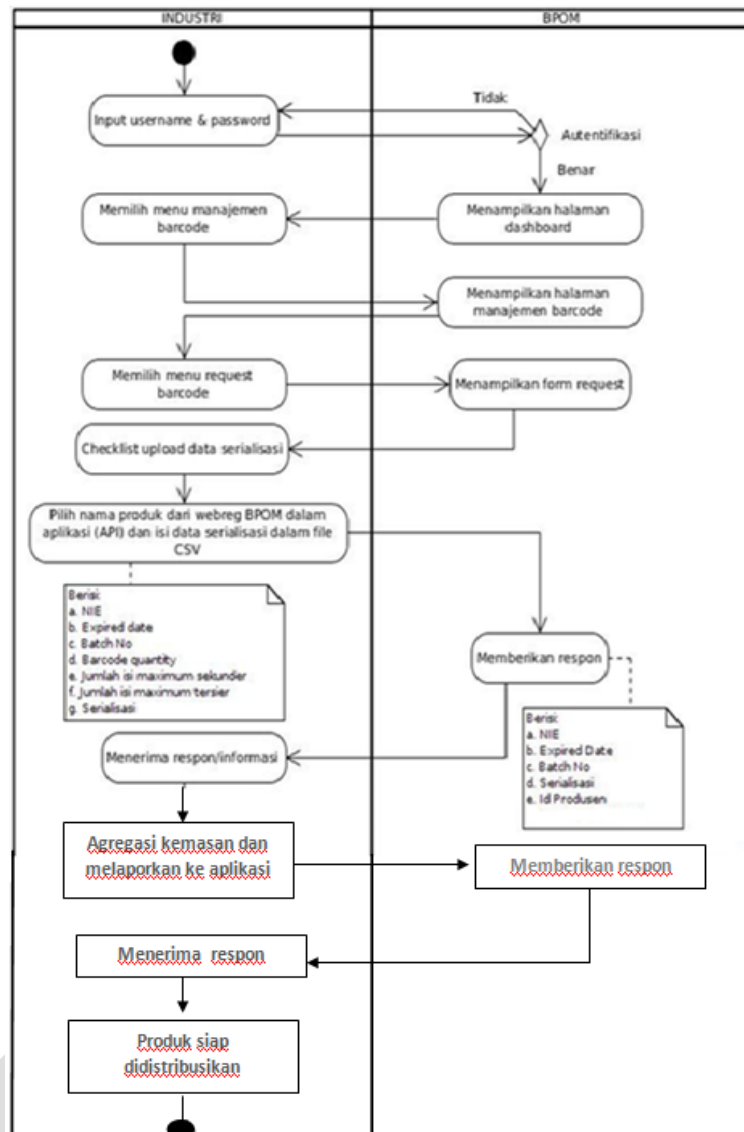 INDUSTRI
BPOM
Input username & password
Tidak
Autentifikasi
Benar
Memilih menu manajemen
barcode
Menampilkan halaman
dashboard
Menampilkan halaman
manajemen barcode
Memilih menu request
barcode
Menampilkan form request
Checklist upload data serialisasi
Pilih nama produk dari webreg BPOM dalam
aplikasi (API) dan isi data serialisasi dalam file
CSV
Berisi:
a. NIE
b. Expired date
c. Batch No
d. Barcode quantity
e. Jumlah isi maximum sekunder
f. Jumlah isi maximum tersier
g. Serialisasi
Memberikan respon
Berisi:
a. NIE
b. Expired Date
c. Batch No
d. Serialisasi
e. Id Produsen
Menerima respon/informasi
Agregasi kemasan dan
melaporkan ke aplikasi
Memberikan respon
Menerima respon
Produk siap
didistribusikan